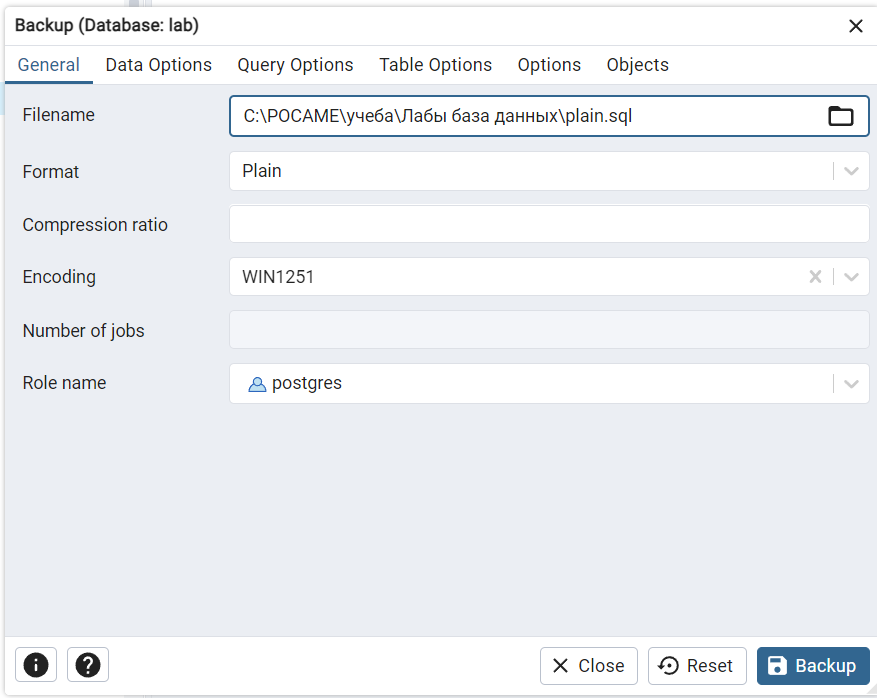 Backup (Database: lab)
General Data Options Query Options Table Options Options Objects
Filename C:\POCAME\учеба\Лабы база данных\plain.sql
Format Plain
Compression ratio
Encoding WIN1251
Number of jobs
Role name postgres
Close Reset Backup